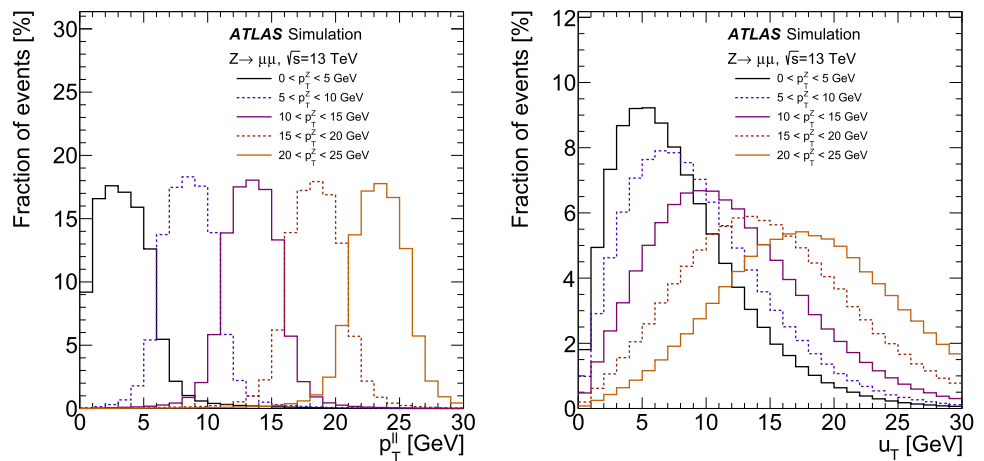 Fraction of events [%]
30
25
20
15
10
5
0
ATLAS Simulation
Z→ μμ, √s=13 TeV
0 < p_T^Z < 5 GeV
5 < p_T^Z < 10 GeV
10 < p_T^Z < 15 GeV
15 < p_T^Z < 20 GeV
20 < p_T^Z < 25 GeV
0 5 10 15 20 25 30
p_T^ll [GeV]
Fraction of events [%]
12
10
8
6
4
2
0
ATLAS Simulation
Z→ μμ, √s=13 TeV
0 < p_T^Z < 5 GeV
5 < p_T^Z < 10 GeV
10 < p_T^Z < 15 GeV
15 < p_T^Z < 20 GeV
20 < p_T^Z < 25 GeV
0 5 10 15 20 25 30
u_T [GeV]